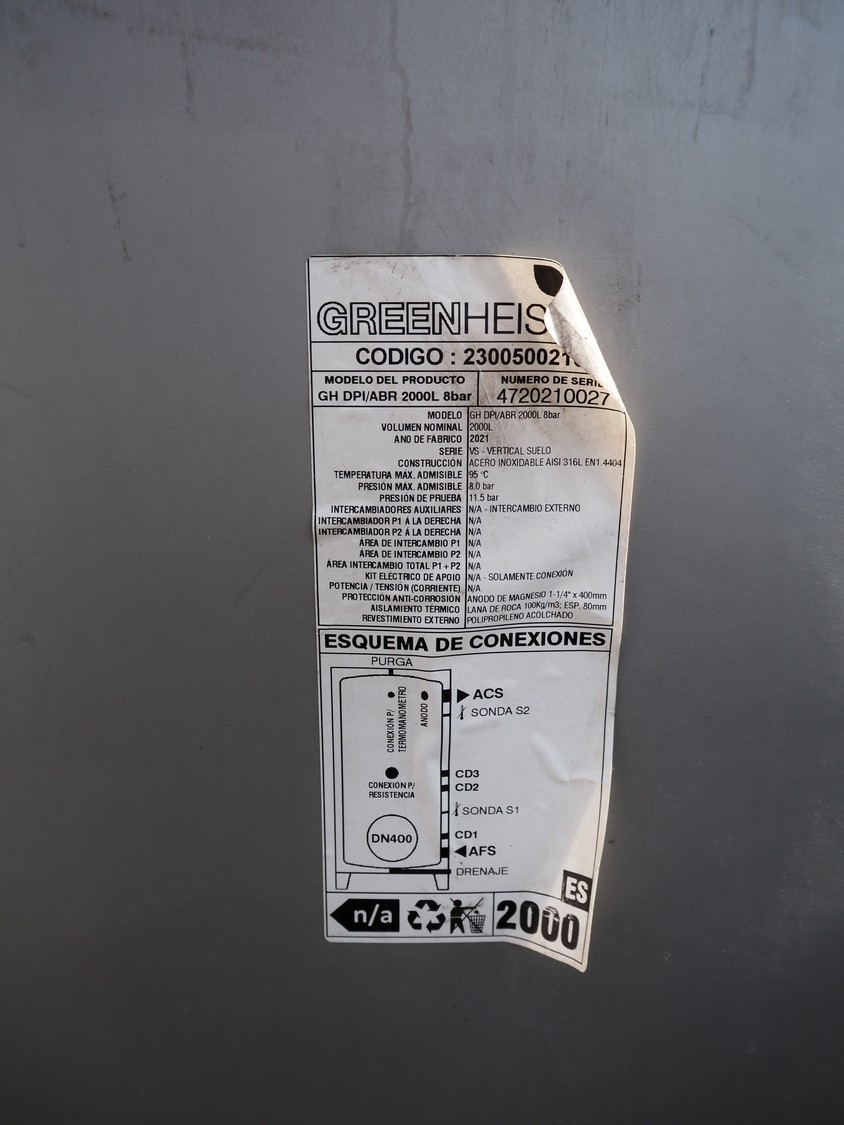 GREENHEIS
CODIGO : 230050021
MODELO DEL PRODUCTO
NUMERO DE SERIE
GH DPI/ABR 2000L 8bar
4720210027
MODELO GH DPI/ABR 2000L 8bar
VOLUMEN NOMINAL 2000L
ANO DE FABRICO 2021
SERIE VS - VERTICAL SUELO
CONSTRUCCIÓN ACERO INOXIDABLE AISI 316L EN1.4404
TEMPERATURA MÁX. ADMISIBLE 95 °C
PRESIÓN MÁX. ADMISIBLE 8.0 bar
PRESIÓN DE PRUEBA 11.5 bar
INTERCAMBIADORES AUXILIARES N/A - INTERCAMBIO EXTERNO
INTERCAMBIADOR P1 À LA DERECHA N/A
INTERCAMBIADOR P2 À LA DERECHA N/A
ÁREA DE INTERCAMBIO P1 N/A
ÁREA DE INTERCAMBIO P2 N/A
ÁREA INTERCAMBIO TOTAL P1 + P2 N/A
KIT ELÉCTRICO DE APOIO N/A - SOLAMENTE CONEXIÓN
POTENCIA / TENSIÓN (CORRIENTE) N/A
PROTECCIÓN ANTI-CORROSIÓN ANODO DE MAGNESIO 1-1/4" x 400mm
AISLAMIENTO TÉRMICO LANA DE ROCA 100Kg/m3; ESP. 80mm
REVESTIMIENTO EXTERNO POLIPROPILENO ACOLCHADO
ESQUEMA DE CONEXIONES
PURGA
CONEXIÓN P/
TERMOMANÓMETRO
ANODO
ACS
SONDA S2
CONEXIÓN P/
RESISTENCIA
CD3
CD2
SONDA S1
DN400
CD1
AFS
DRENAJE
ES
n/a
2000